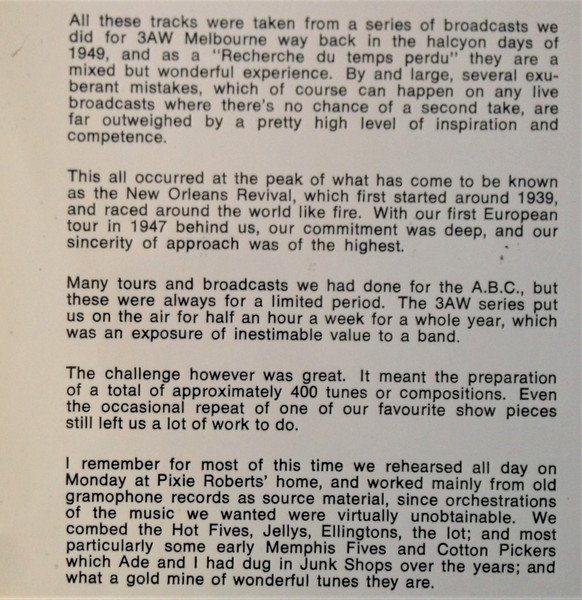 All these tracks were taken from a series of broadcasts we
did for 3AW Melbourne way back in the halcyon days of
1949, and as a "Recherche du temps perdu" they are a
mixed but wonderful experience. By and large, several exu-
berant mistakes, which of course can happen on any live
broadcasts where there's no chance of a second take, are
far outweighed by a pretty high level of inspiration and
competence.
This all occurred at the peak of what has come to be known
as the New Orleans Revival, which first started around 1939,
and raced around the world like fire. With our first European
tour in 1947 behind us, our commitment was deep, and our
sincerity of approach was of the highest.
Many tours and broadcasts we had done for the A.B.C., but
these were always for a limited period. The 3AW series put
us on the air for half an hour a week for a whole year, which
was an exposure of inestimable value to a band.
The challenge however was great. It meant the preparation
of a total of approximately 400 tunes or compositions. Even
the occasional repeat of one of our favourite show pieces
still left us a lot of work to do.
I remember for most of this time we rehearsed all day on
Monday at Pixie Roberts' home, and worked mainly from old
gramophone records as source material, since orchestrations
of the music we wanted were virtually unobtainable. We
combed the Hot Fives, Jellys, Ellingtons, the lot; and most
particularly some early Memphis Fives and Cotton Pickers
which Ade and I had dug in Junk Shops over the years; and
what a gold mine of wonderful tunes they are.